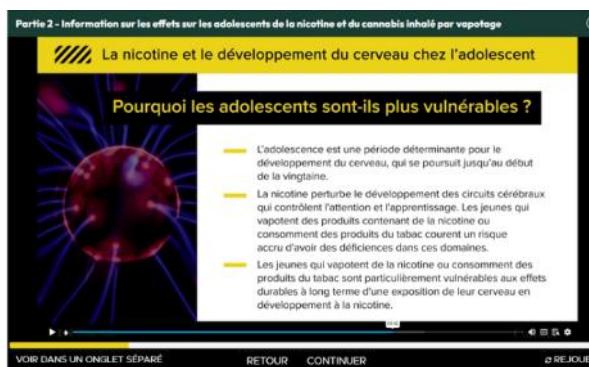 Partie 2 - Information sur les effets sur les adolescents de la nicotine et du cannabis inhalé par vapotage
La nicotine et le développement du cerveau chez l'adolescent
Pourquoi les adolescents sont-ils plus vulnérables ?
L'adolescence est une période déterminante pour le
développement du cerveau, qui se poursuit jusqu'au début
de la vingtaine.
La nicotine perturbe le développement des circuits cérébraux
qui contrôlent l'attention et l'apprentissage. Les jeunes qui
vapotent des produits contenant de la nicotine ou
consomment des produits du tabac courent un risque
accru d'avoir des déficiences dans ces domaines.
Les jeunes qui vapotent de la nicotine ou consomment des
produits du tabac sont particulièrement vulnérables aux effets
durables à long terme d'une exposition de leur cerveau en
développement à la nicotine.
VOIR DANS UN ONGLET SÉPARÉ RETOUR CONTINUER REJOUE